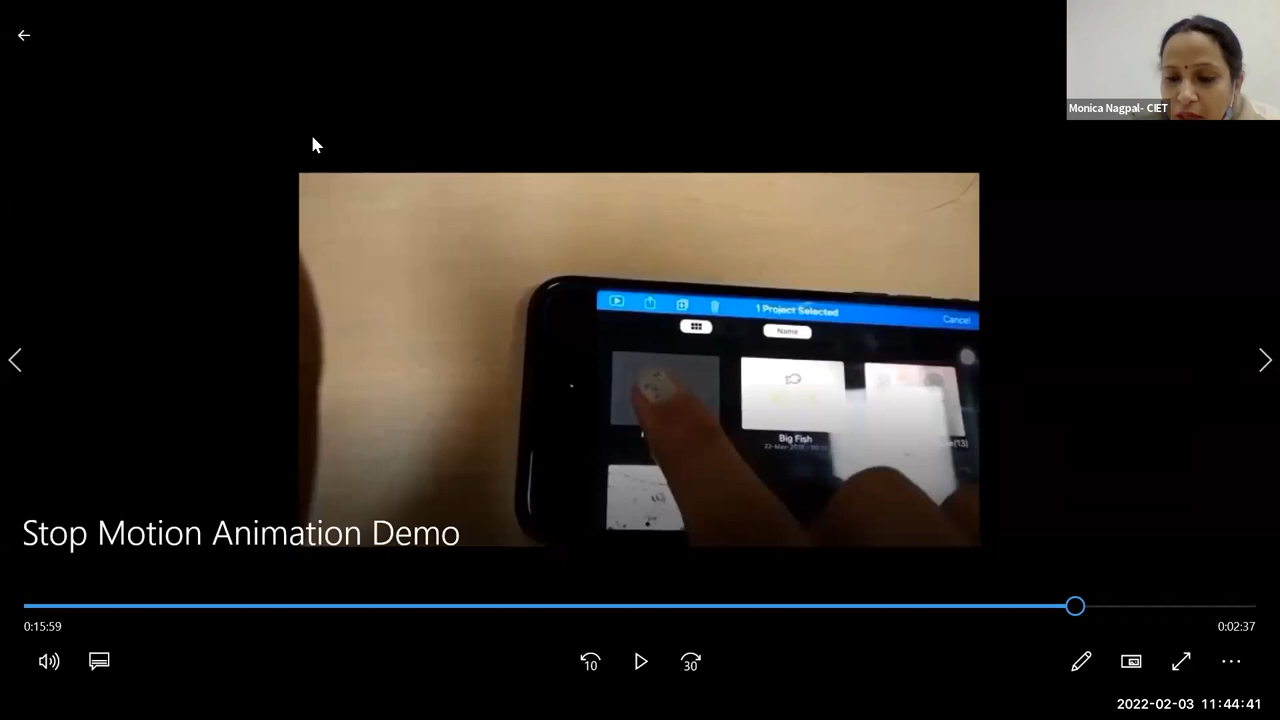 Monica Nagpal- CIET
1 Project Selected
Cancel
Name
Big Fish
Stop Motion Animation Demo
0:15:59
0:02:37
10
30
2022-02-03 11:44:41